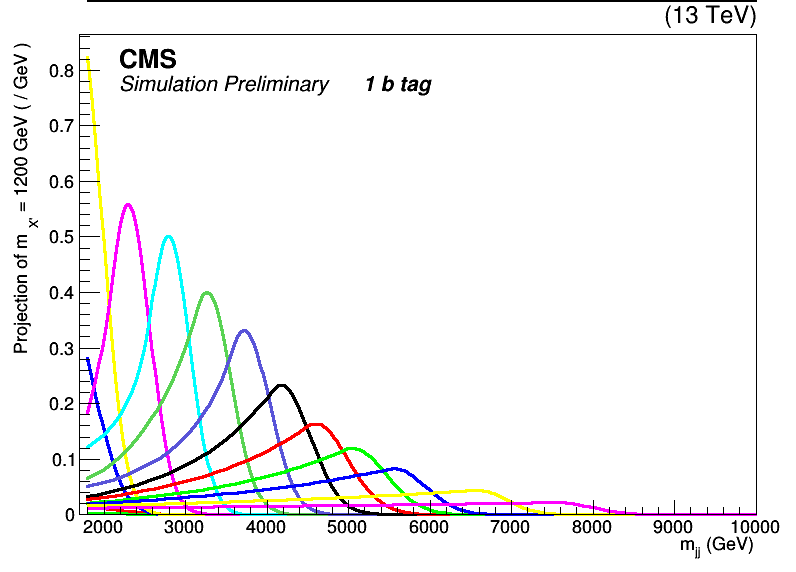 (13 TeV)
CMS
Simulation Preliminary 1 b tag
Projection of m X' = 1200 GeV ( / GeV )
0.8
0.7
0.6
0.5
0.4
0.3
0.2
0.1
0
2000 3000 4000 5000 6000 7000 8000 9000 10000
m jj (GeV)